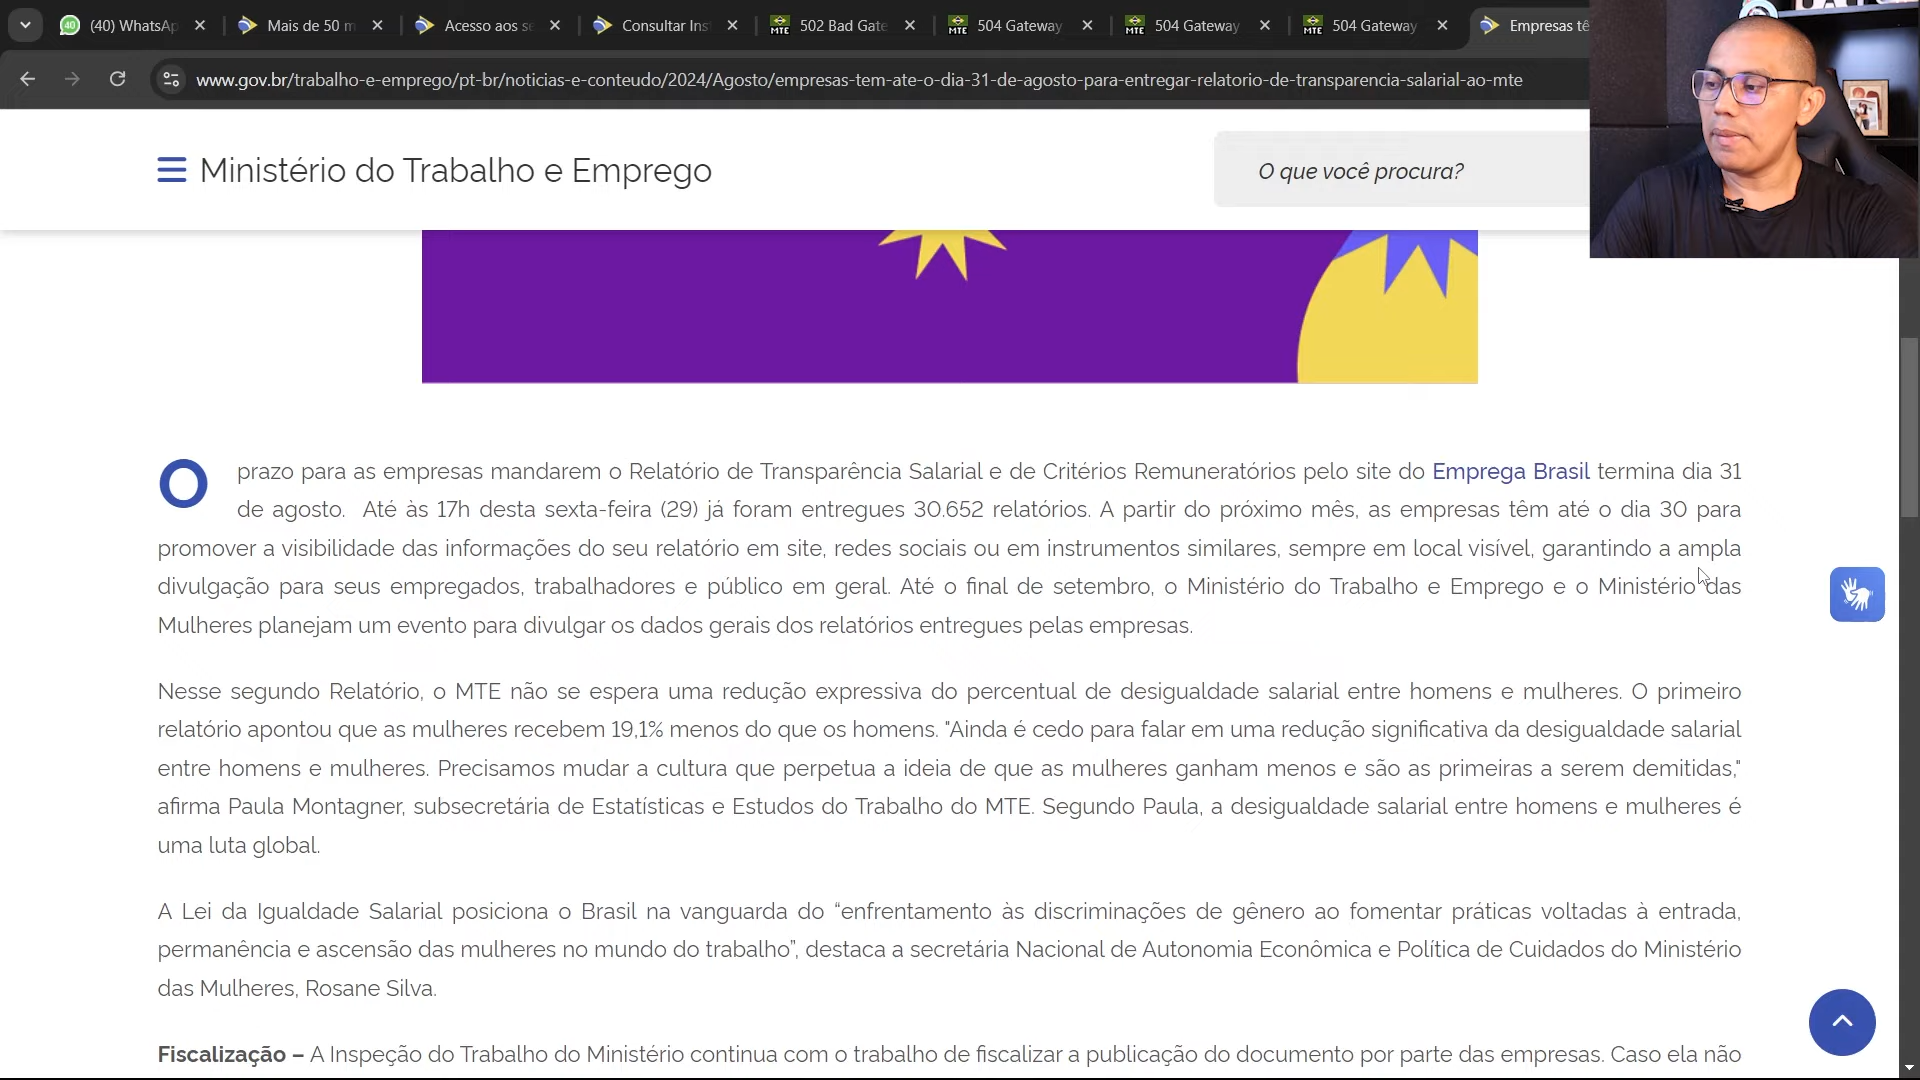 (40) WhatsAp
Mais de 50 m
Acesso aos se
Consultar Ins
502 Bad Gate
504 Gateway
504 Gateway
504 Gateway
Empresas tê
www.gov.br/trabalho-e-emprego/pt-br/noticias-e-conteudo/2024/Agosto/empresas-tem-ate-o-dia-31-de-agosto-para-entregar-relatorio-de-transparencia-salarial-ao-mte
Ministério do Trabalho e Emprego
O que você procura?
O prazo para as empresas mandarem o Relatório de Transparência Salarial e de Critérios Remuneratórios pelo site do Emprega Brasil termina dia 31
de agosto. Até às 17h desta sexta-feira (29) já foram entregues 30.652 relatórios. A partir do próximo mês, as empresas têm até o dia 30 para
promover a visibilidade das informações do seu relatório em site, redes sociais ou em instrumentos similares, sempre em local visível, garantindo a ampla
divulgação para seus empregados, trabalhadores e público em geral. Até o final de setembro, o Ministério do Trabalho e Emprego e o Ministério das
Mulheres planejam um evento para divulgar os dados gerais dos relatórios entregues pelas empresas.
Nesse segundo Relatório, o MTE não se espera uma redução expressiva do percentual de desigualdade salarial entre homens e mulheres. O primeiro
relatório apontou que as mulheres recebem 19,1% menos do que os homens. "Ainda é cedo para falar em uma redução significativa da desigualdade salarial
entre homens e mulheres. Precisamos mudar a cultura que perpetua a ideia de que as mulheres ganham menos e são as primeiras a serem demitidas,"
afirma Paula Montagner, subsecretária de Estatísticas e Estudos do Trabalho do MTE. Segundo Paula, a desigualdade salarial entre homens e mulheres é
uma luta global.
A Lei da Igualdade Salarial posiciona o Brasil na vanguarda do “enfrentamento às discriminações de gênero ao fomentar práticas voltadas à entrada,
permanência e ascensão das mulheres no mundo do trabalho”, destaca a secretária Nacional de Autonomia Econômica e Política de Cuidados do Ministério
das Mulheres, Rosane Silva.
Fiscalização – A Inspeção do Trabalho do Ministério continua com o trabalho de fiscalizar a publicação do documento por parte das empresas. Caso ela não